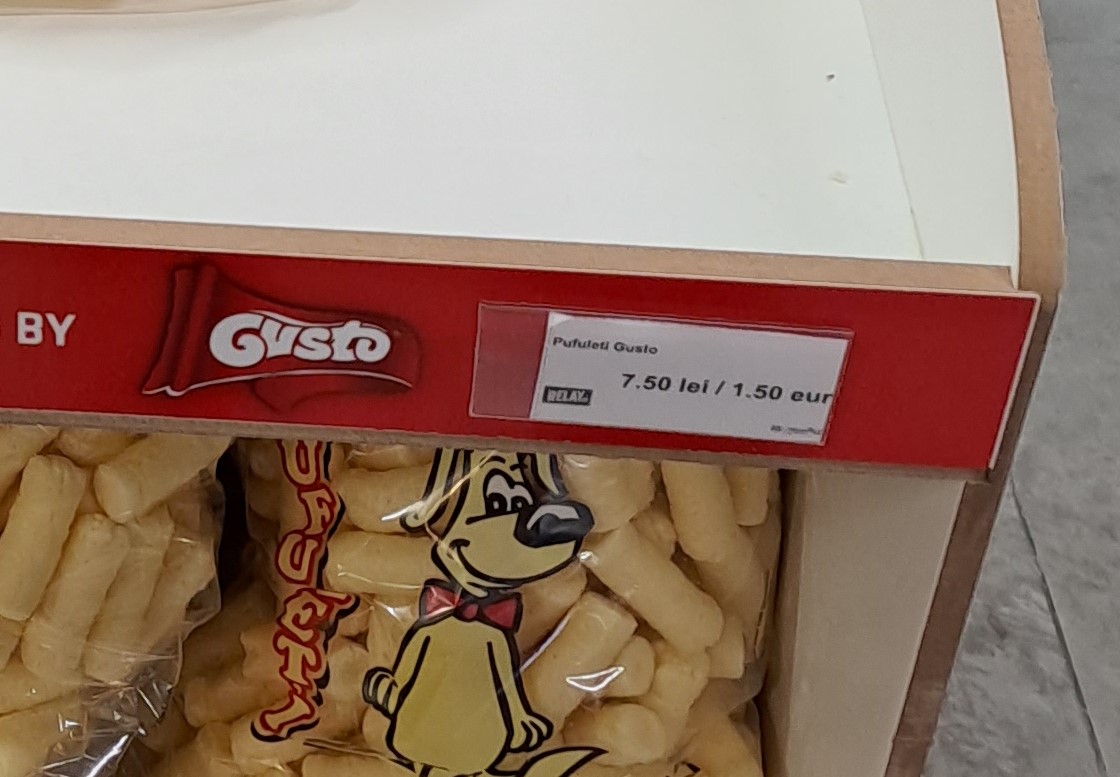 BY
Gusto
Pufuleti Gusto
7.50 lei / 1.50 eur
RELAY